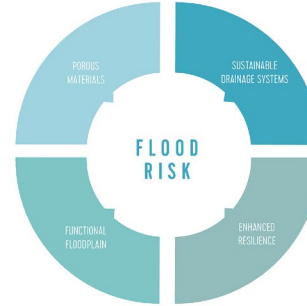 POROUS
MATERIALS
SUSTAINABLE
DRAINAGE SYSTEMS
FLOOD
RISK
FUNCTIONAL
FLOODPLAIN
ENHANCED
RESILIENCE